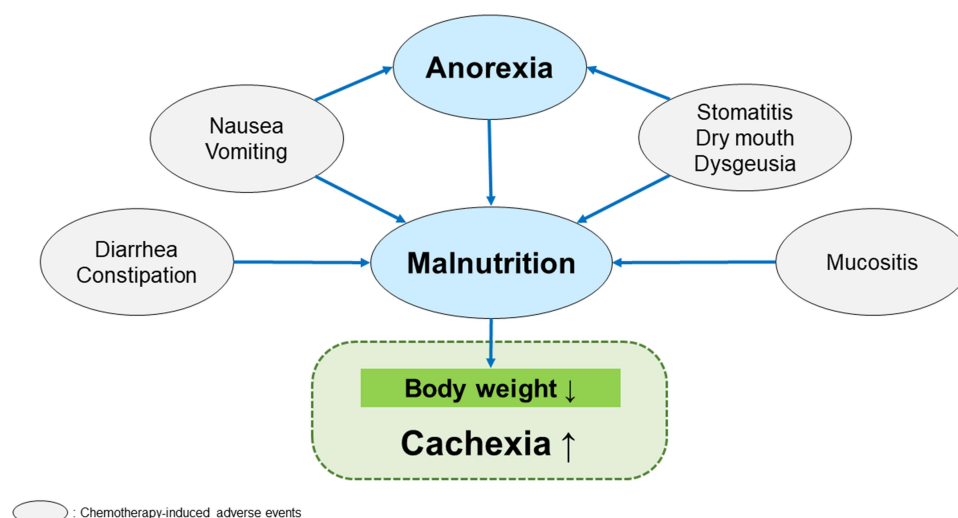 Anorexia
Nausea
Vomiting
Stomatitis
Dry mouth
Dysgeusia
Diarrhea
Constipation
Malnutrition
Mucositis
Body weight ↓
Cachexia ↑
: Chemotherapy-induced adverse events